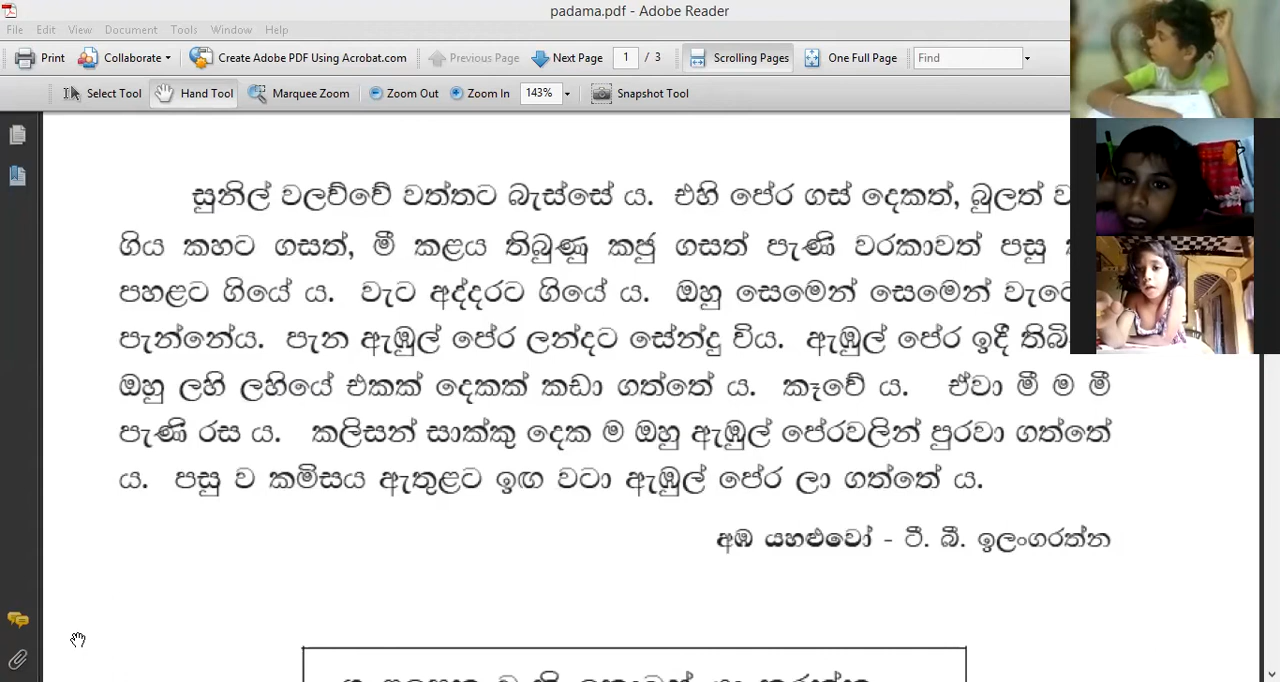 padama.pdf - Adobe Reader
File Edit View Document Tools Window Help
Print Collaborate Create Adobe PDF Using Acrobat.com Previous Page Next Page 1 / 3 Scrolling Pages One Full Page Find
Select Tool Hand Tool Marquee Zoom Zoom Out Zoom In 143% Snapshot Tool
සුනිල් වලව්වේ වත්තට බැස්සේ ය. එහි පේර ගස් දෙකත්, බුලත්
ගිය කහට ගසත්, මී කළය තිබුණු කජු ගසත් පැණි වරකාවත් පසු
පහළට ගියේ ය. වැට අද්දරට ගියේ ය. ඔහු සෙමෙන් සෙමෙන්
පැන්නේය. පැන ඇඹුල් පේර ලන්දට සේන්දු විය. ඇඹුල් පේර ඉදී
ඔහු ලහි ලහියේ එකක් දෙකක් කඩා ගත්තේ ය. කෑවේ ය. ඒවා මී ම මී
පැණි රස ය. කලිසන් සාක්කු දෙක ම ඔහු ඇඹුල් පේරවලින් පුරවා ගත්තේ
ය. පසු ව කමිසය ඇතුළට ඉඟ වටා ඇඹුල් පේර ලා ගත්තේ ය.
අඹ යහළුවෝ - ටී. බී. ඉලංගරත්න